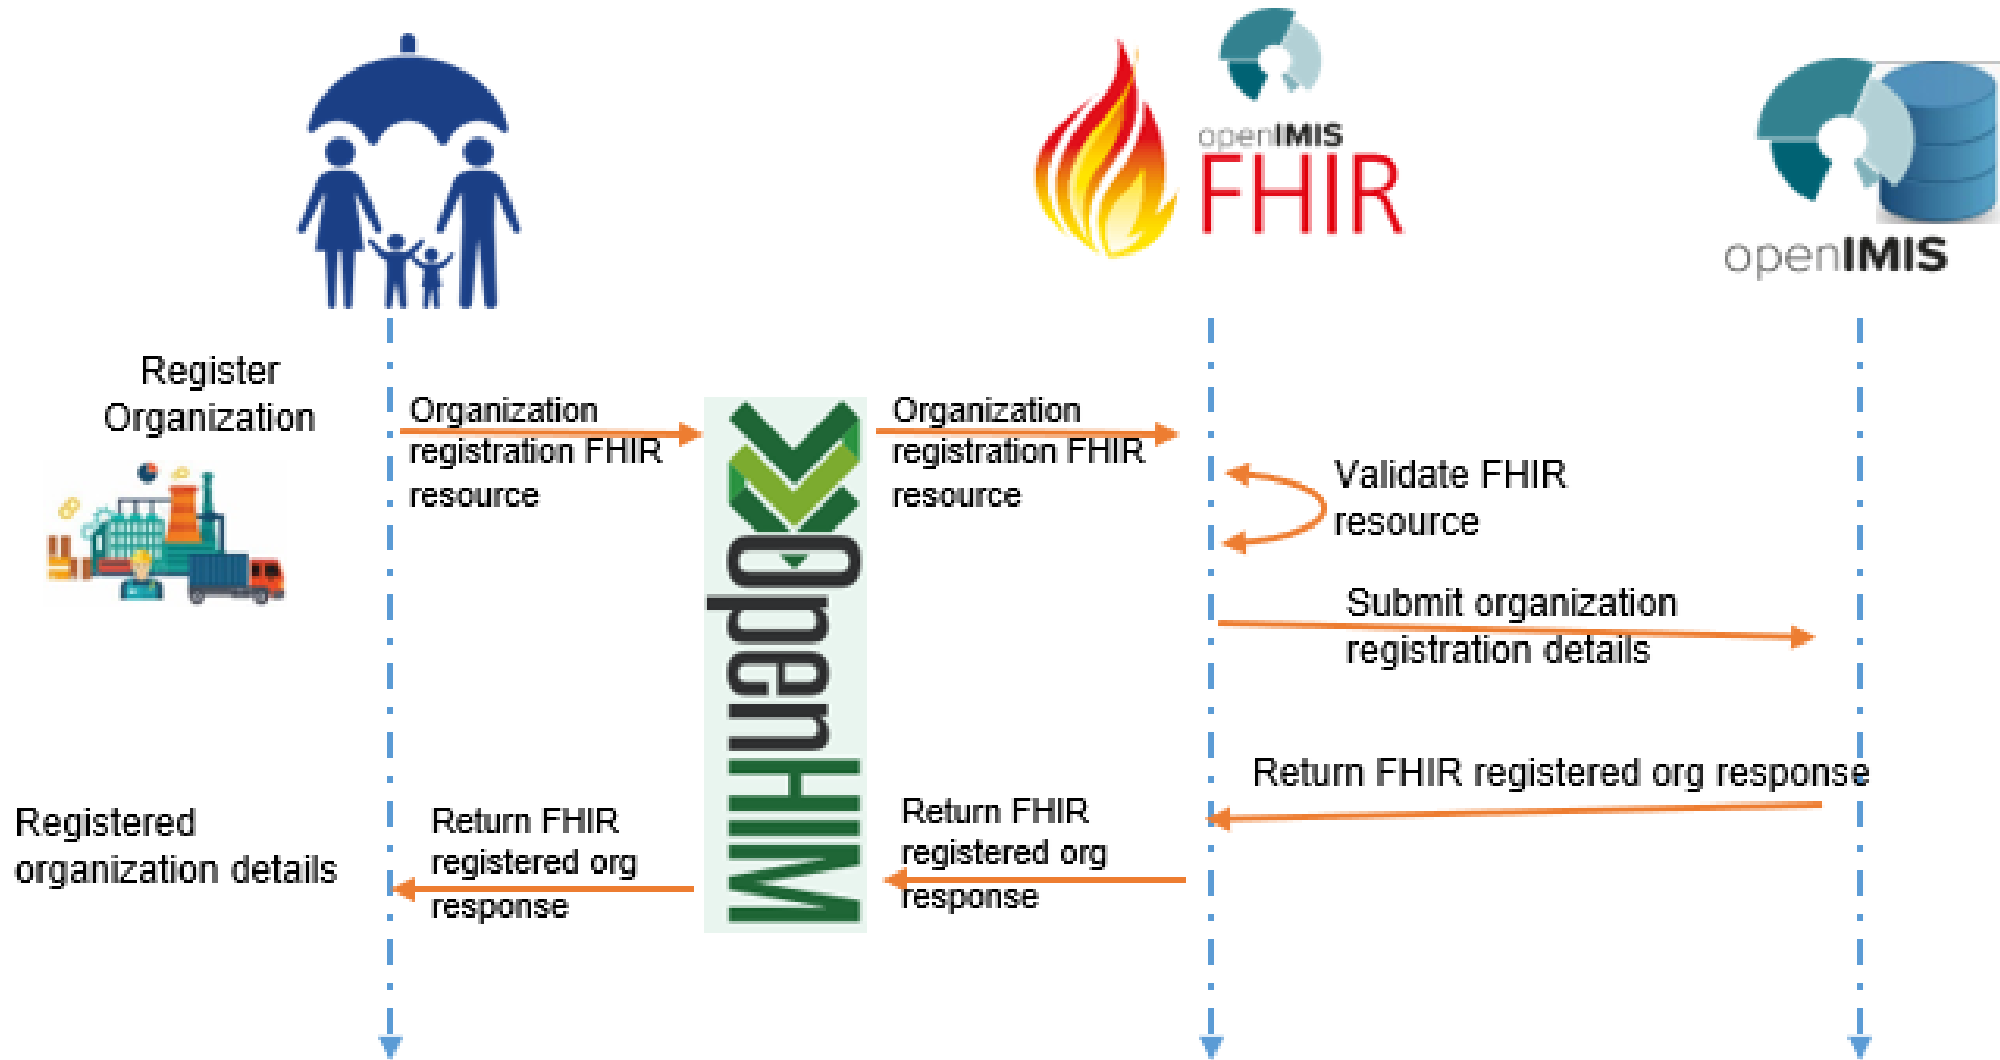 openIMIS
FHIR
openIMIS
Register
Organization
Organization
registration FHIR
resource
OpenHIM
Organization
registration FHIR
resource
Validate FHIR
resource
Submit organization
registration details
Return FHIR registered org response
Registered
organization details
Return FHIR
registered org
response
Return FHIR
registered org
response